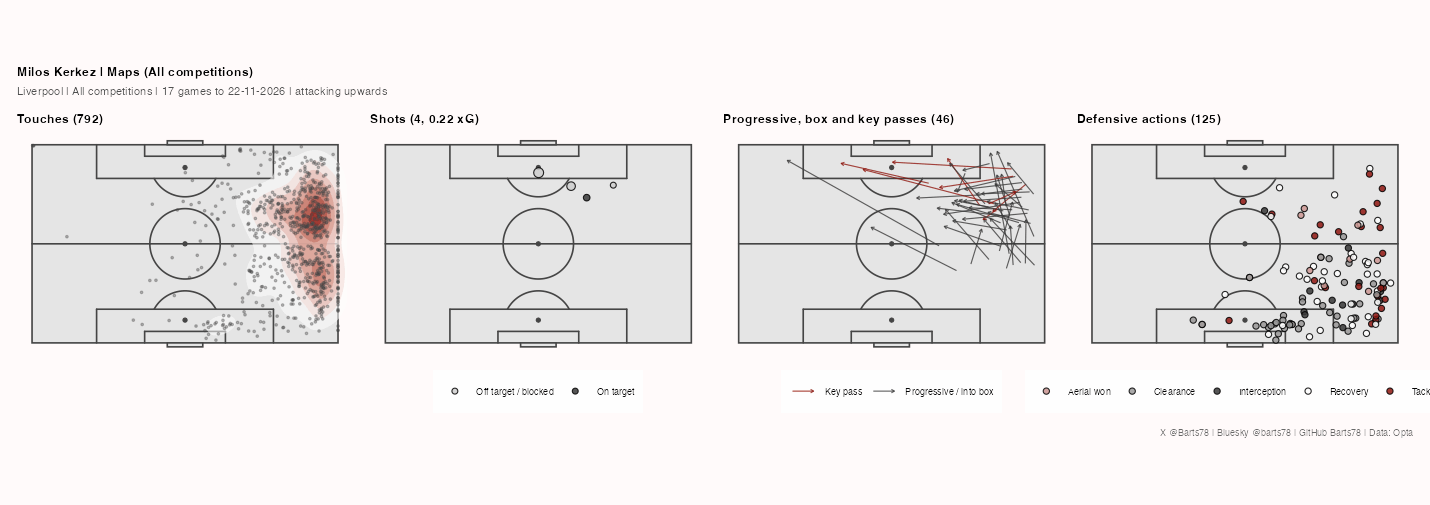 Milos Kerkez | Maps (All competitions)
Liverpool | All competitions | 17 games to 22-11-2026 | attacking upwards
Touches (792)
Shots (4, 0.22 xG)
Progressive, box and key passes (46)
Defensive actions (125)
Off target / blocked
On target
Key pass
Progressive / into box
Aerial won
Clearance
Interception
Recovery
Tack
X @Barts78 | Bluesky @barts78 | GitHub Barts78 | Data: Opta